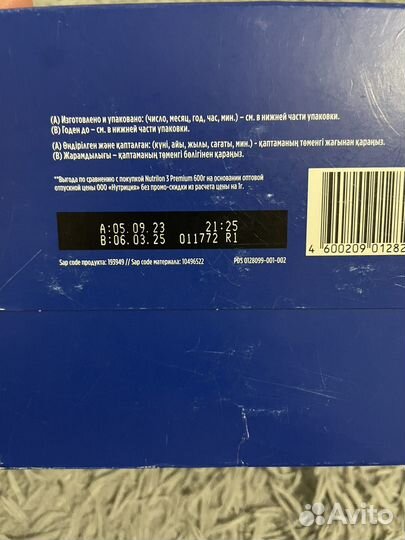 (А) Изготовлено и упаковано: (число, месяц, год, час, мин.) – см. в нижней части упаковки.
(В) Годен до – см. в нижней части упаковки.
(А) Өндірілген және қапталған: (күні, айы, жылы, сағаты, мин.) - қаптаманың төменгі жағынан қараңыз.
(В) Жарамдылығы – қаптаманың төменгі бөлігінен қараңыз.
**Выгода по сравнению с покупкой Nutrilon 3 Premium 600г на основании оптовой
отпускной цены ООО «Нутриция» без промо-скидки из расчета цены на 1г.
A:05.09.23 21:25
B:06.03.25 011772 R1
4 600209 01282
Sap code продукта: 193949 // Sap code материала: 10496522 POS 0128099-001-002
Avito